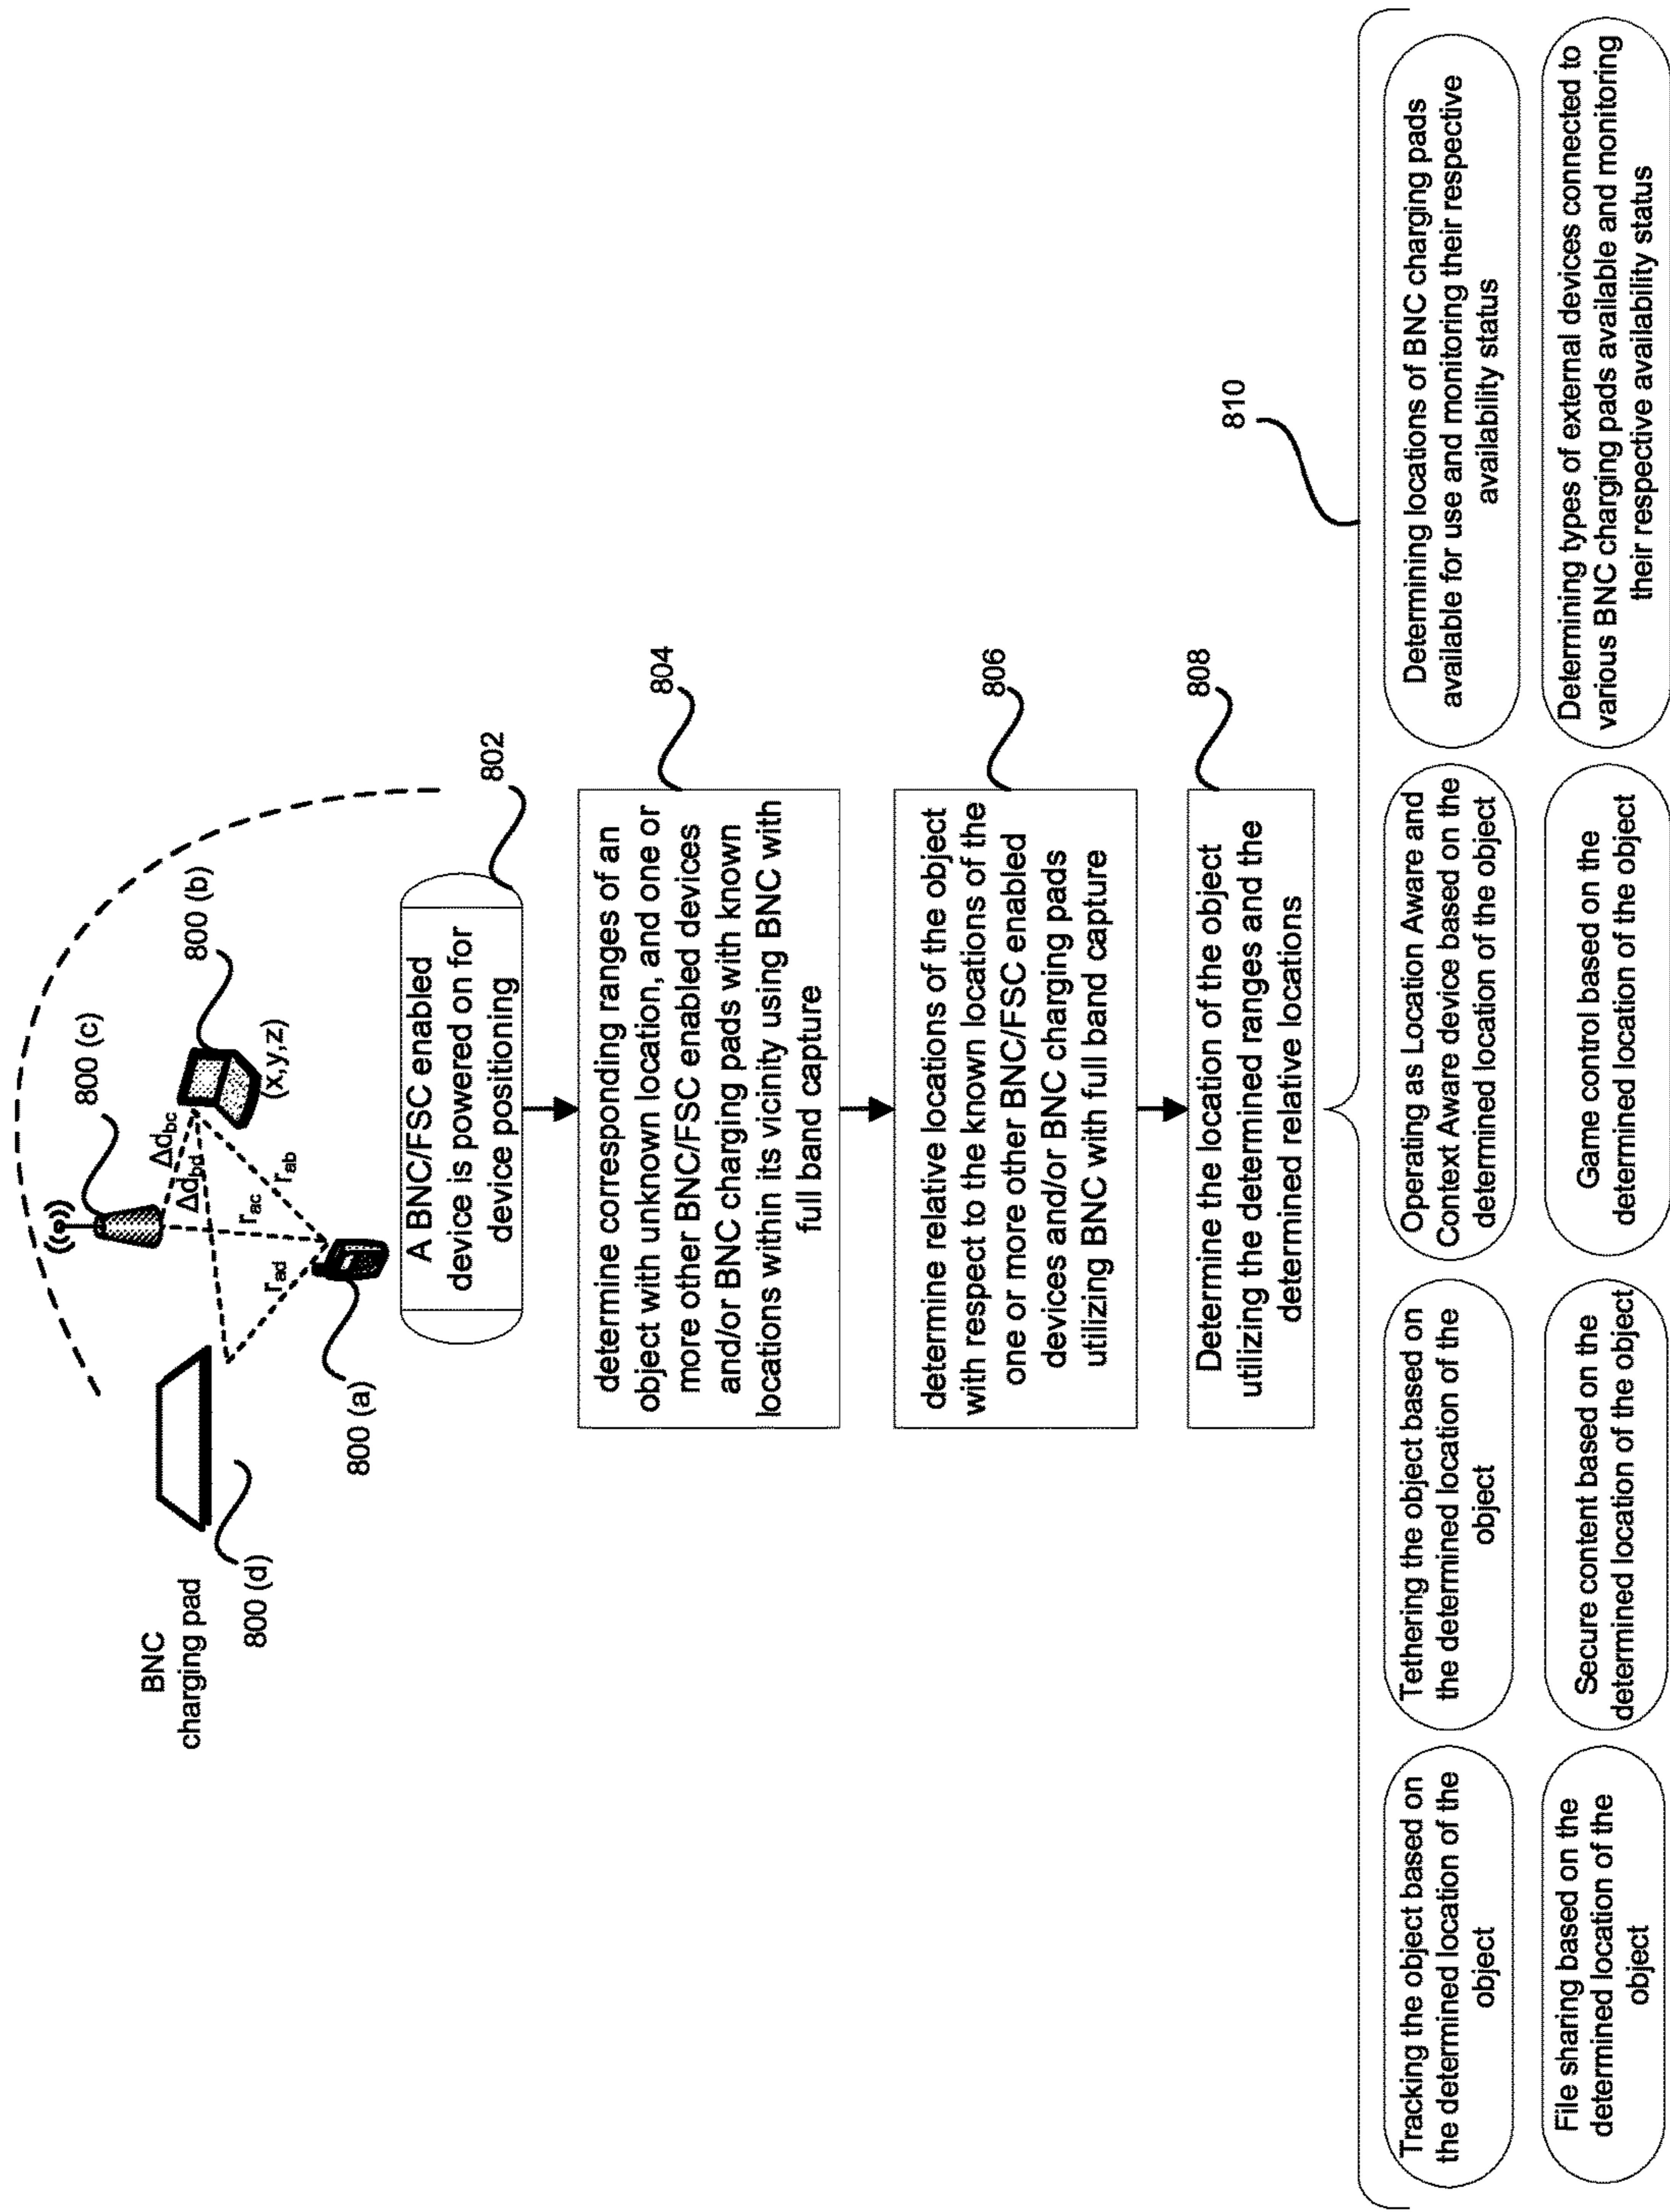 800 (c)
800 (b)
Δd_bc
Δd_bd
(x,y,z)
r_ab
r_ac
r_ad
BNC
charging pad
800 (d)
800 (a)
802
A BNC/FSC enabled
device is powered on for
device positioning
804
determine corresponding ranges of an
object with unknown location, and one or
more other BNC/FSC enabled devices
and/or BNC charging pads with known
locations within its vicinity using BNC with
full band capture
806
determine relative locations of the object
with respect to the known locations of the
one or more other BNC/FSC enabled
devices and/or BNC charging pads
utilizing BNC with full band capture
808
Determine the location of the object
utilizing the determined ranges and the
determined relative locations
810
Tracking the object based on
the determined location of the
object
Tethering the object based on
the determined location of the
object
Operating as Location Aware and
Context Aware device based on the
determined location of the object
Determining locations of BNC charging pads
available for use and monitoring their respective
availability status
File sharing based on the
determined location of the
object
Secure content based on the
determined location of the object
Game control based on the
determined location of the object
Determining types of external devices connected to
various BNC charging pads available and monitoring
their respective availability status